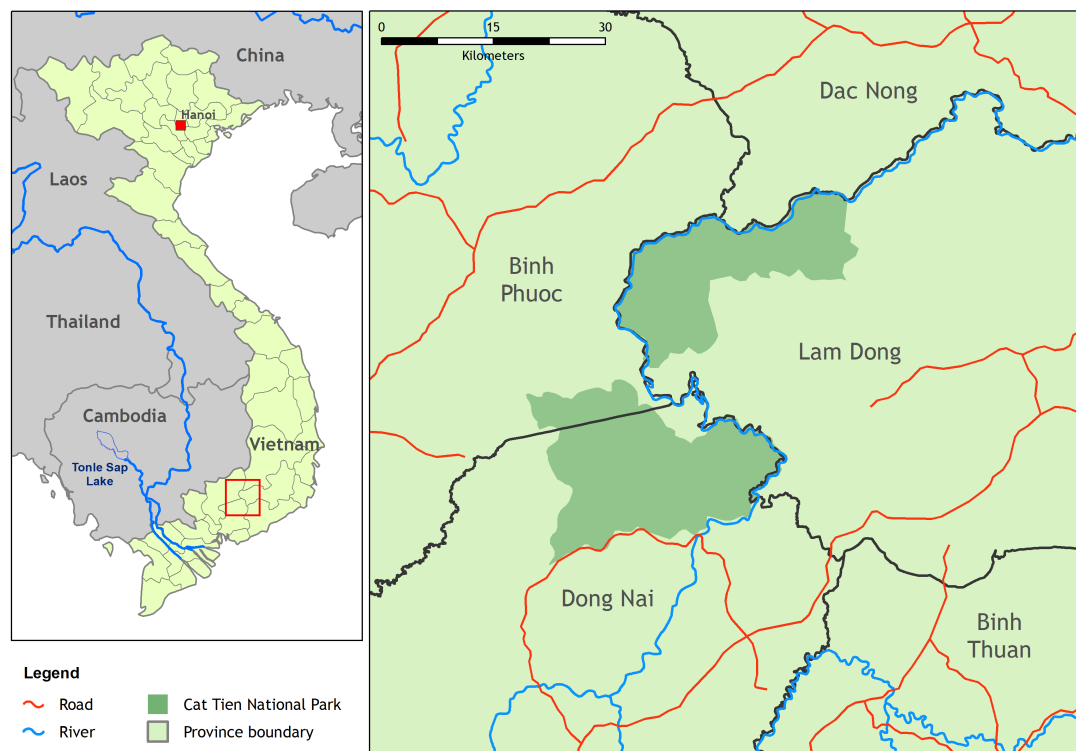 China
Hanoi
Laos
Thailand
Cambodia
Vietnam
Tonle Sap
Lake
0 15 30
Kilometers
Dac Nong
Binh
Phuoc
Lam Dong
Dong Nai
Binh
Thuan
Legend
Road
Cat Tien National Park
River
Province boundary